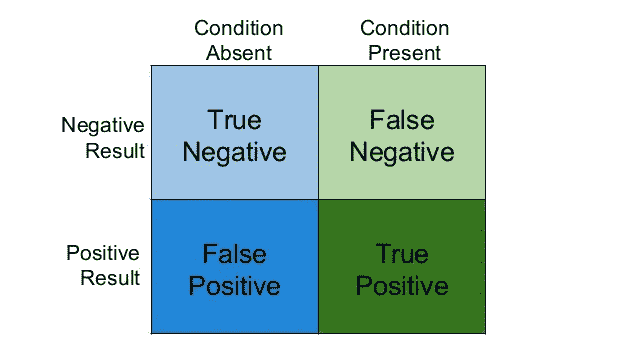 Condition Absent
Condition Present
Negative Result
True Negative
False Negative
Positive Result
False Positive
True Positive